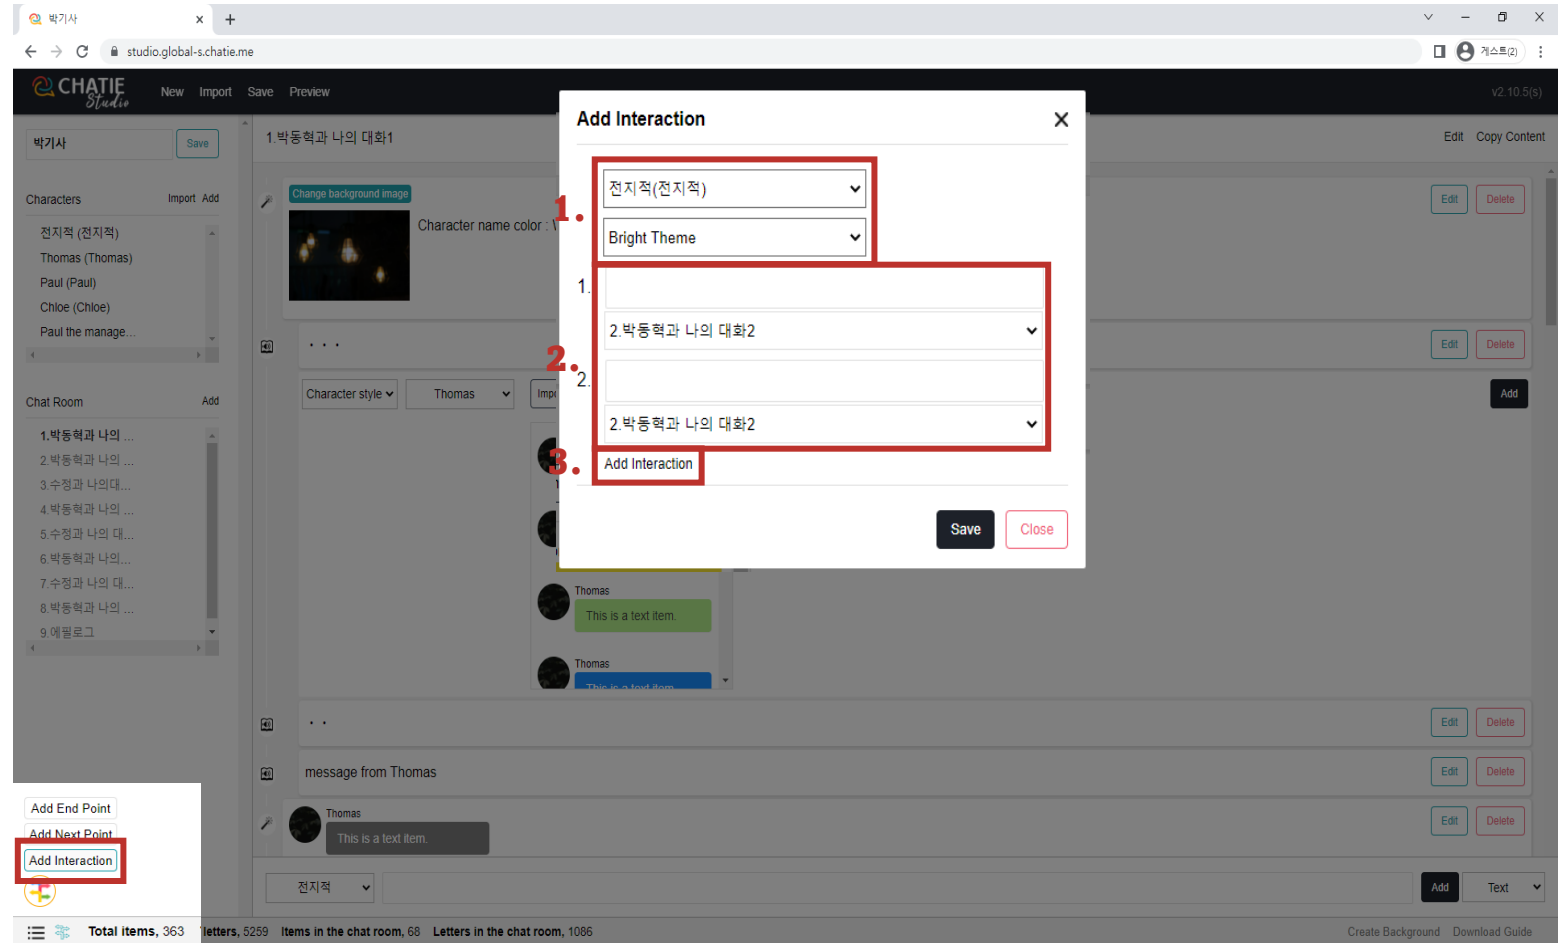 박기사
studio.global-s.chatie.me
게스트(2)
CHATIE Studio
New Import Save Preview
v2.10.5(s)
박기사 Save
1.박동혁과 나의 대화1
Edit Copy Content
Characters Import Add
전지적 (전지적)
Thomas (Thomas)
Paul (Paul)
Chloe (Chloe)
Paul the manage...
Chat Room Add
1.박동혁과 나의 ...
2.박동혁과 나의 ...
3.수정과 나의대...
4.박동혁과 나의 ...
5.수정과 나의 대...
6.박동혁과 나의...
7.수정과 나의 대...
8.박동혁과 나의 ...
9.에필로그
Change background image
Character name color :
Edit Delete
. . .
Edit Delete
Character style Thomas
Add
Add Interaction
1.
전지적(전지적)
Bright Theme
2.
1.
2.박동혁과 나의 대화2
2.
2.박동혁과 나의 대화2
3.
Add Interaction
Save Close
Thomas
This is a text item.
Thomas
This is a text item.
. .
Edit Delete
message from Thomas
Edit Delete
Thomas
This is a text item.
Edit Delete
Add End Point
Add Next Point
Add Interaction
전지적
Add Text
Total items, 363 letters, 5259 Items in the chat room, 68 Letters in the chat room, 1086
Create Background Download Guide